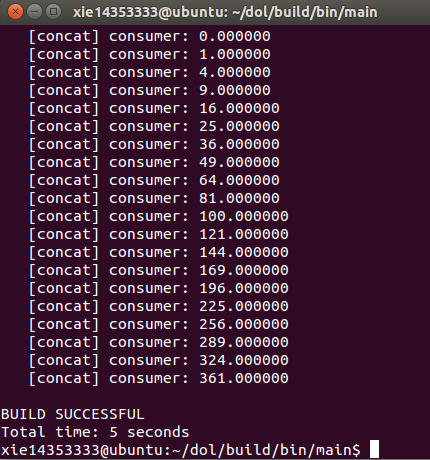 xie14353333@ubuntu: ~/dol/build/bin/main
[concat] consumer: 0.000000
[concat] consumer: 1.000000
[concat] consumer: 4.000000
[concat] consumer: 9.000000
[concat] consumer: 16.000000
[concat] consumer: 25.000000
[concat] consumer: 36.000000
[concat] consumer: 49.000000
[concat] consumer: 64.000000
[concat] consumer: 81.000000
[concat] consumer: 100.000000
[concat] consumer: 121.000000
[concat] consumer: 144.000000
[concat] consumer: 169.000000
[concat] consumer: 196.000000
[concat] consumer: 225.000000
[concat] consumer: 256.000000
[concat] consumer: 289.000000
[concat] consumer: 324.000000
[concat] consumer: 361.000000
BUILD SUCCESSFUL
Total time: 5 seconds
xie14353333@ubuntu:~/dol/build/bin/main$